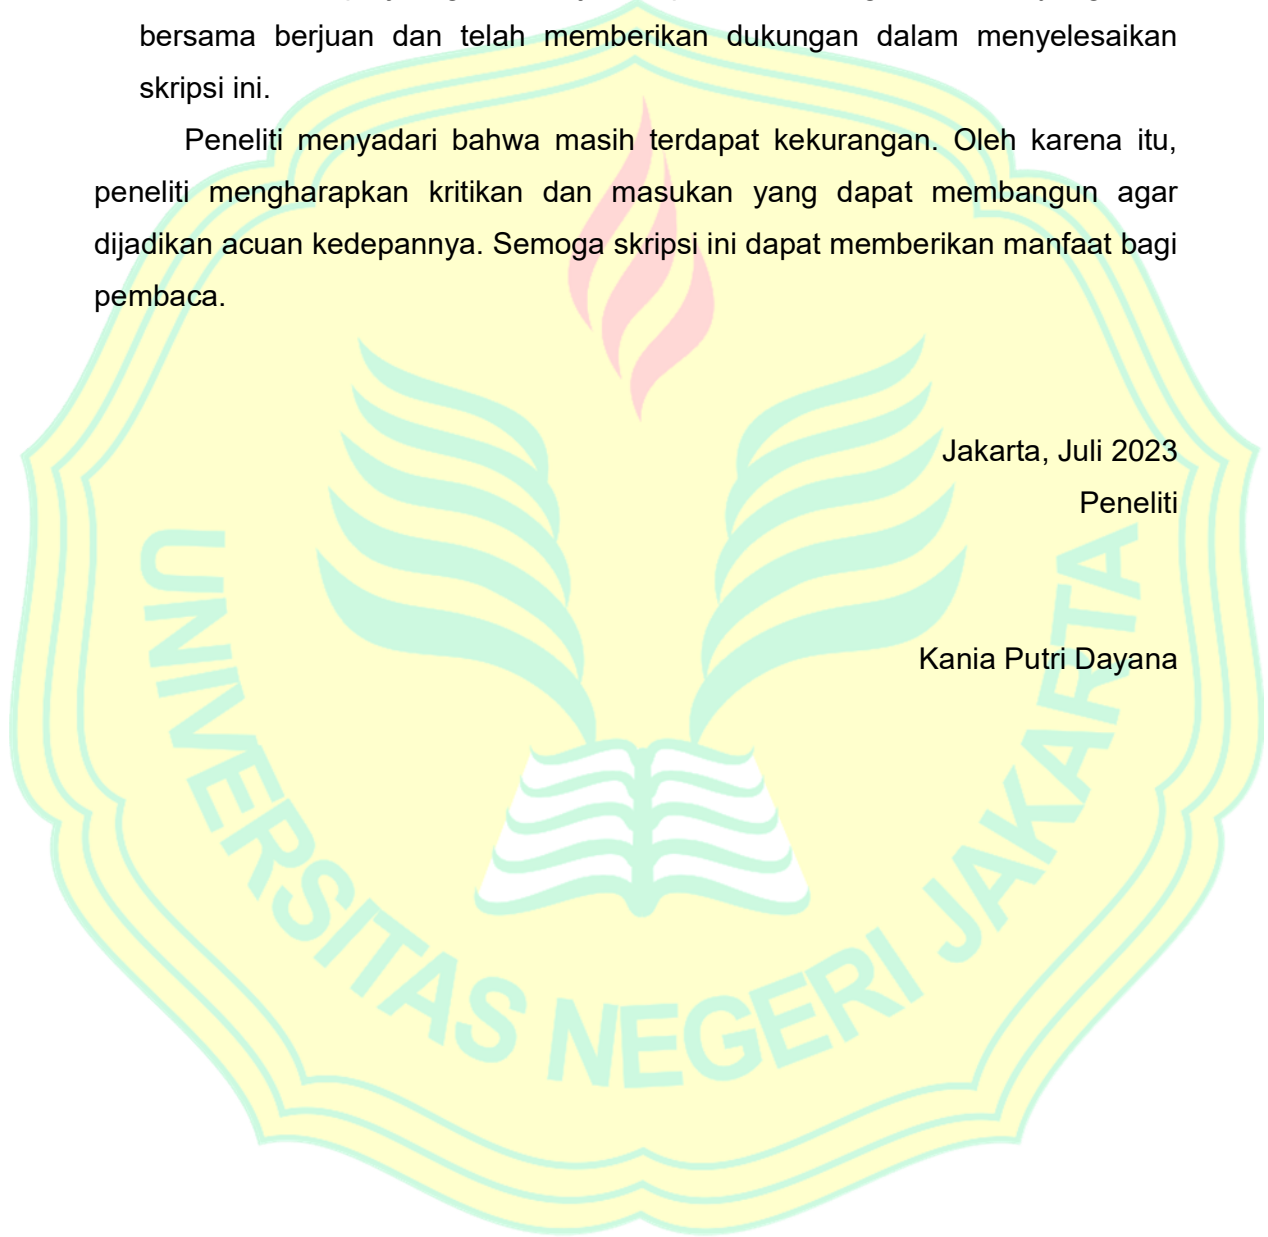 bersama berjuan dan telah memberikan dukungan dalam menyelesaikan
skripsi ini.
Peneliti menyadari bahwa masih terdapat kekurangan. Oleh karena itu,
peneliti mengharapkan kritikan dan masukan yang dapat membangun agar
dijadikan acuan kedepannya. Semoga skripsi ini dapat memberikan manfaat bagi
pembaca.
Jakarta, Juli 2023
Peneliti
Kania Putri Dayana
UNIVERSITAS NEGERI JAKARTA